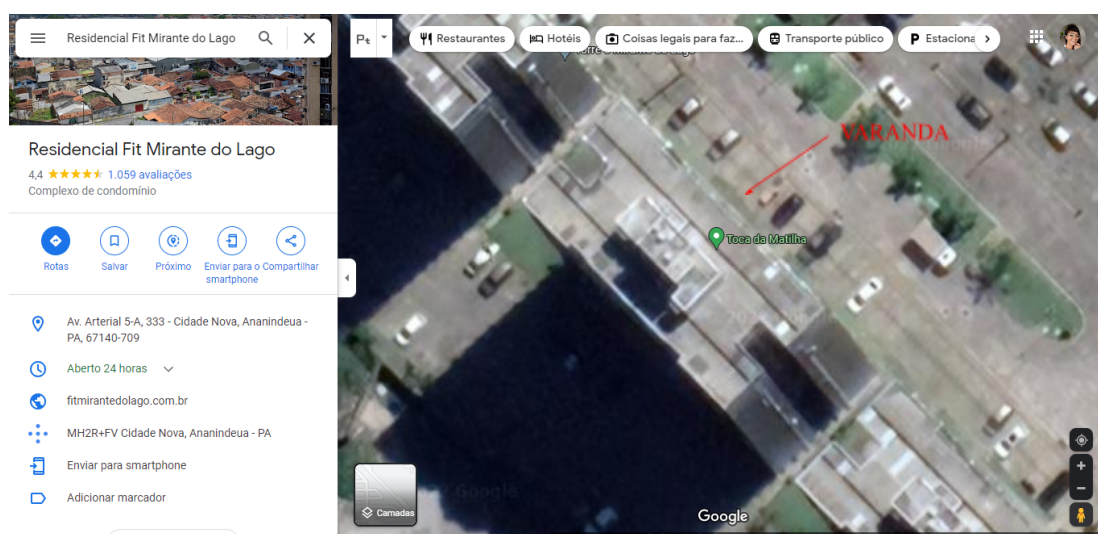 Residencial Fit Mirante do Lago
Residencial Fit Mirante do Lago
4,4
1.059 avaliações
Complexo de condomínio
Rotas
Salvar
Próximo
Enviar para o smartphone
Compartilhar
Av. Arterial 5-A, 333 - Cidade Nova, Ananindeua -
PA, 67140-709
Aberto 24 horas
fitmirantedolago.com.br
MH2R+FV Cidade Nova, Ananindeua - PA
Enviar para smartphone
Adicionar marcador
Restaurantes
Hotéis
Coisas legais para faz...
Transporte público
P Estaciona
VARANDA
Toca da Matilha
Camadas
Google
Google